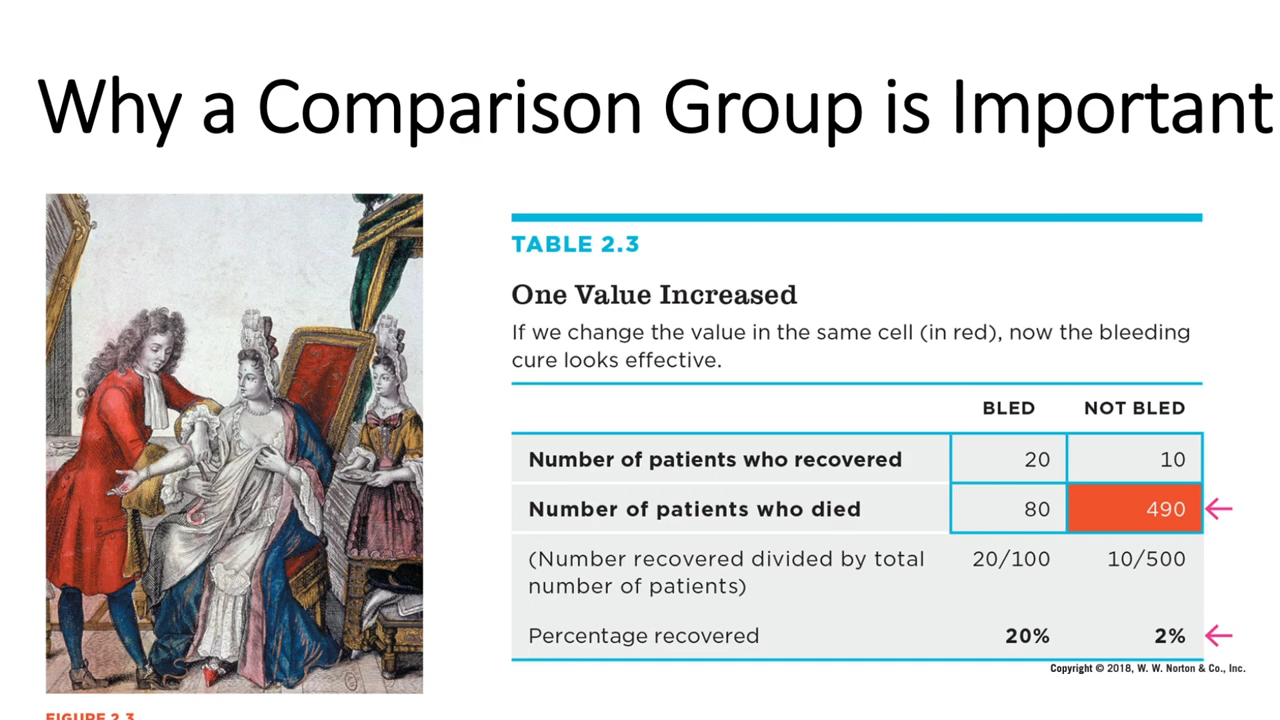 Why a Comparison Group is Important
TABLE 2.3
One Value Increased
If we change the value in the same cell (in red), now the bleeding
cure looks effective.
BLED NOT BLED
Number of patients who recovered 20 10
Number of patients who died 80 490
(Number recovered divided by total 20/100 10/500
number of patients)
Percentage recovered 20% 2%
Copyright © 2018, W. W. Norton & Co., Inc.
FIGURE 2.3